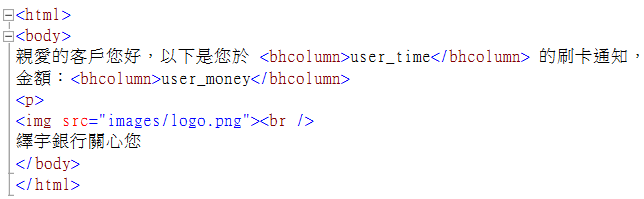 <html>
<body>
親愛的客戶您好，以下是您於 <bhcolumn>user_time</bhcolumn> 的刷卡通知，
金額：<bhcolumn>user_money</bhcolumn>
<p>
<img src="images/logo.png"><br />
繹宇銀行關心您
</body>
</html>